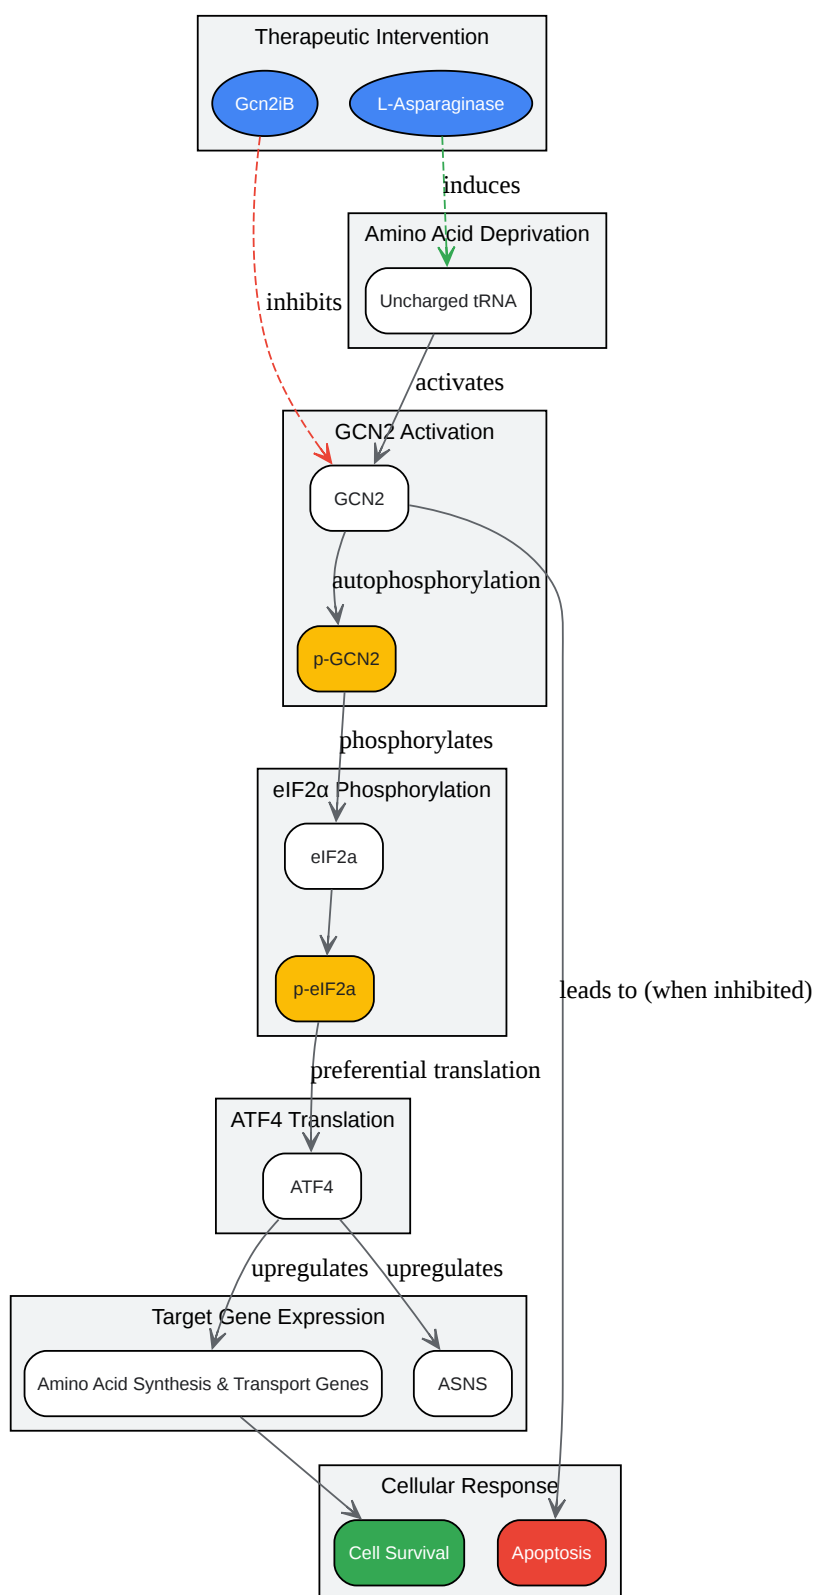 Therapeutic Intervention
Gcn2iB
L-Asparaginase
induces
Amino Acid Deprivation
Uncharged tRNA
inhibits
activates
GCN2 Activation
GCN2
autophosphorylation
p-GCN2
phosphorylates
eIF2α Phosphorylation
eIF2a
p-eIF2a
leads to (when inhibited)
preferential translation
ATF4 Translation
ATF4
upregulates
upregulates
Target Gene Expression
Amino Acid Synthesis & Transport Genes
ASNS
Cellular Response
Cell Survival
Apoptosis